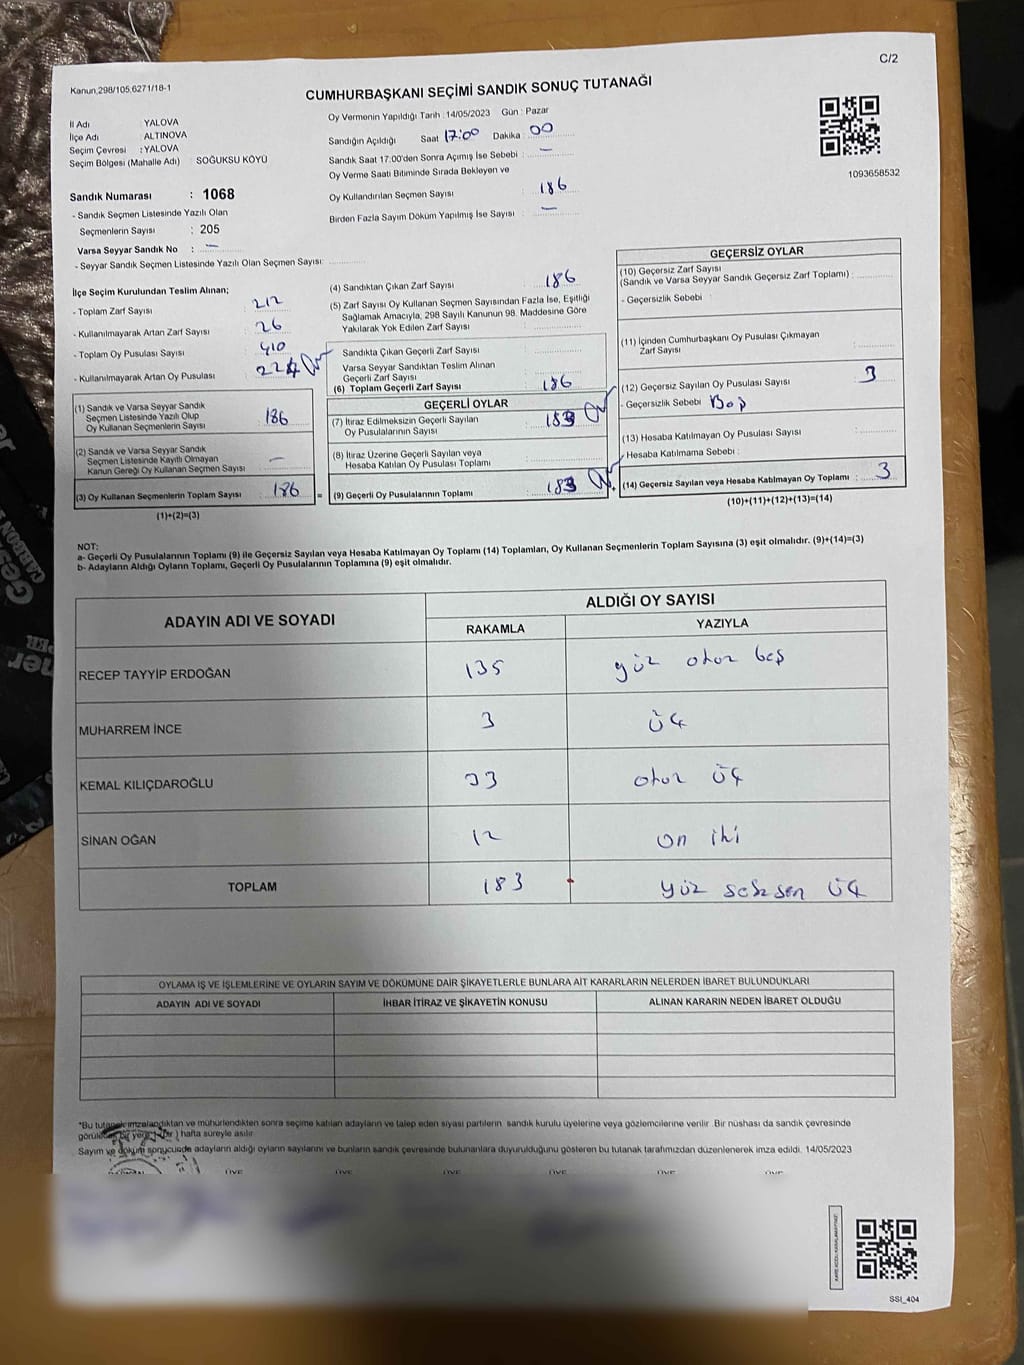 C/2
Kanun,298/105,6271/18-1
CUMHURBAŞKANI SEÇİMİ SANDIK SONUÇ TUTANAĞI
İl Adı YALOVA
İlçe Adı ALTINOVA
Seçim Çevresi : YALOVA
Seçim Bölgesi (Mahalle Adı) : SOĞUKSU KÖYÜ
Sandık Numarası : 1068
- Sandık Seçmen Listesinde Yazılı Olan
Seçmenlerin Sayısı : 205
Varsa Seyyar Sandık No : –
- Seyyar Sandık Seçmen Listesinde Yazılı Olan Seçmen Sayısı:
Oy Vermenin Yapıldığı Tarih : 14/05/2023 Gün : Pazar
Sandığın Açıldığı Saat 17:00 Dakika : 00
Sandık Saat 17:00'den Sonra Açımış İse Sebebi : –
Oy Verme Saati Bitiminde Sırada Bekleyen ve
Oy Kullandırılan Seçmen Sayısı : 186
Birden Fazla Sayım Döküm Yapılmış İse Sayısı : –
1093658532
İlçe Seçim Kurulundan Teslim Alınan;
- Toplam Zarf Sayısı : 212
- Kullanılmayarak Artan Zarf Sayısı : 26
- Toplam Oy Pusulası Sayısı : 410
- Kullanılmayarak Artan Oy Pusulası : 224
(1) Sandık ve Varsa Seyyar Sandık
Seçmen Listesinde Yazılı Olup
Oy Kullanan Seçmenlerin Sayısı : 186
(2) Sandık ve Varsa Seyyar Sandık
Seçmen Listesinde Kayıtlı Olmayan
Kanun Gereği Oy Kullanan Seçmen Sayısı : –
(3) Oy Kullanan Seçmenlerin Toplam Sayısı : 186 =
(1)+(2)=(3)
(4) Sandıktan Çıkan Zarf Sayısı : 186
(5) Zarf Sayısı Oy Kullanan Seçmen Sayısından Fazla İse, Eşitliği
Sağlamak Amacıyla, 298 Sayılı Kanunun 98. Maddesine Göre
Yakılarak Yok Edilen Zarf Sayısı :
Sandıkta Çıkan Geçerli Zarf Sayısı :
Varsa Seyyar Sandıktan Teslim Alınan
Geçerli Zarf Sayısı :
(6) Toplam Geçerli Zarf Sayısı : 186
GEÇERLİ OYLAR
(7) İtiraz Edilmeksizin Geçerli Sayılan
Oy Pusulalarının Sayısı : 183
(8) İtiraz Üzerine Geçerli Sayılan veya
Hesaba Katılan Oy Pusulası Toplamı :
(9) Geçerli Oy Pusulalarının Toplamı : 183
GEÇERSİZ OYLAR
(10) Geçersiz Zarf Sayısı
(Sandık ve Varsa Seyyar Sandık Geçersiz Zarf Toplamı) :
- Geçersizlik Sebebi :
(11) İçinden Cumhurbaşkanı Oy Pusulası Çıkmayan
Zarf Sayısı :
(12) Geçersiz Sayılan Oy Pusulası Sayısı : 3
- Geçersizlik Sebebi : Boş
(13) Hesaba Katılmayan Oy Pusulası Sayısı :
Hesaba Katılmama Sebebi :
(14) Geçersiz Sayılan veya Hesaba Katılmayan Oy Toplamı : 3
(10)+(11)+(12)+(13)=(14)
NOT:
a- Geçerli Oy Pusulalarının Toplamı (9) ile Geçersiz Sayılan veya Hesaba Katılmayan Oy Toplamı (14) Toplamları, Oy Kullanan Seçmenlerin Toplam Sayısına (3) eşit olmalıdır. (9)+(14)=(3)
b- Adayların Aldığı Oyların Toplamı, Geçerli Oy Pusulalarının Toplamına (9) eşit olmalıdır.
ADAYIN ADI VE SOYADI ALDIĞI OY SAYISI
RAKAMLA YAZIYLA
RECEP TAYYİP ERDOĞAN 135 yüz otuz beş
MUHARREM İNCE 3 üç
KEMAL KILIÇDAROĞLU 33 otuz üç
SİNAN OĞAN 12 on iki
TOPLAM 183 yüz seksen üç
OYLAMA İŞ VE İŞLEMLERİNE VE OYLARIN SAYIM VE DÖKÜMÜNE DAİR ŞİKAYETLERLE BUNLARA AİT KARARLARIN NELERDEN İBARET BULUNDUKLARI
ADAYIN ADI VE SOYADI İHBAR İTİRAZ VE ŞİKAYETİN KONUSU ALINAN KARARIN NEDEN İBARET OLDUĞU
*Bu tutanak imzalandıktan ve mühürlendikten sonra seçime katılan adayların ve talep eden siyasi partilerin sandık kurulu üyelerine veya gözlemcilerine verilir. Bir nüshası da sandık çevresinde
hafta süreyle asılır.
Sayım ve döküm sonucunda adayların aldığı oyların sayılarını ve bunların sandık çevresinde bulunanlara duyurulduğunu gösteren bu tutanak tarafımızdan düzenlenerek imza edildi. 14/05/2023
ÜYE ÜYE ÜYE ÜYE ÜYE ÜYE
SSI_404